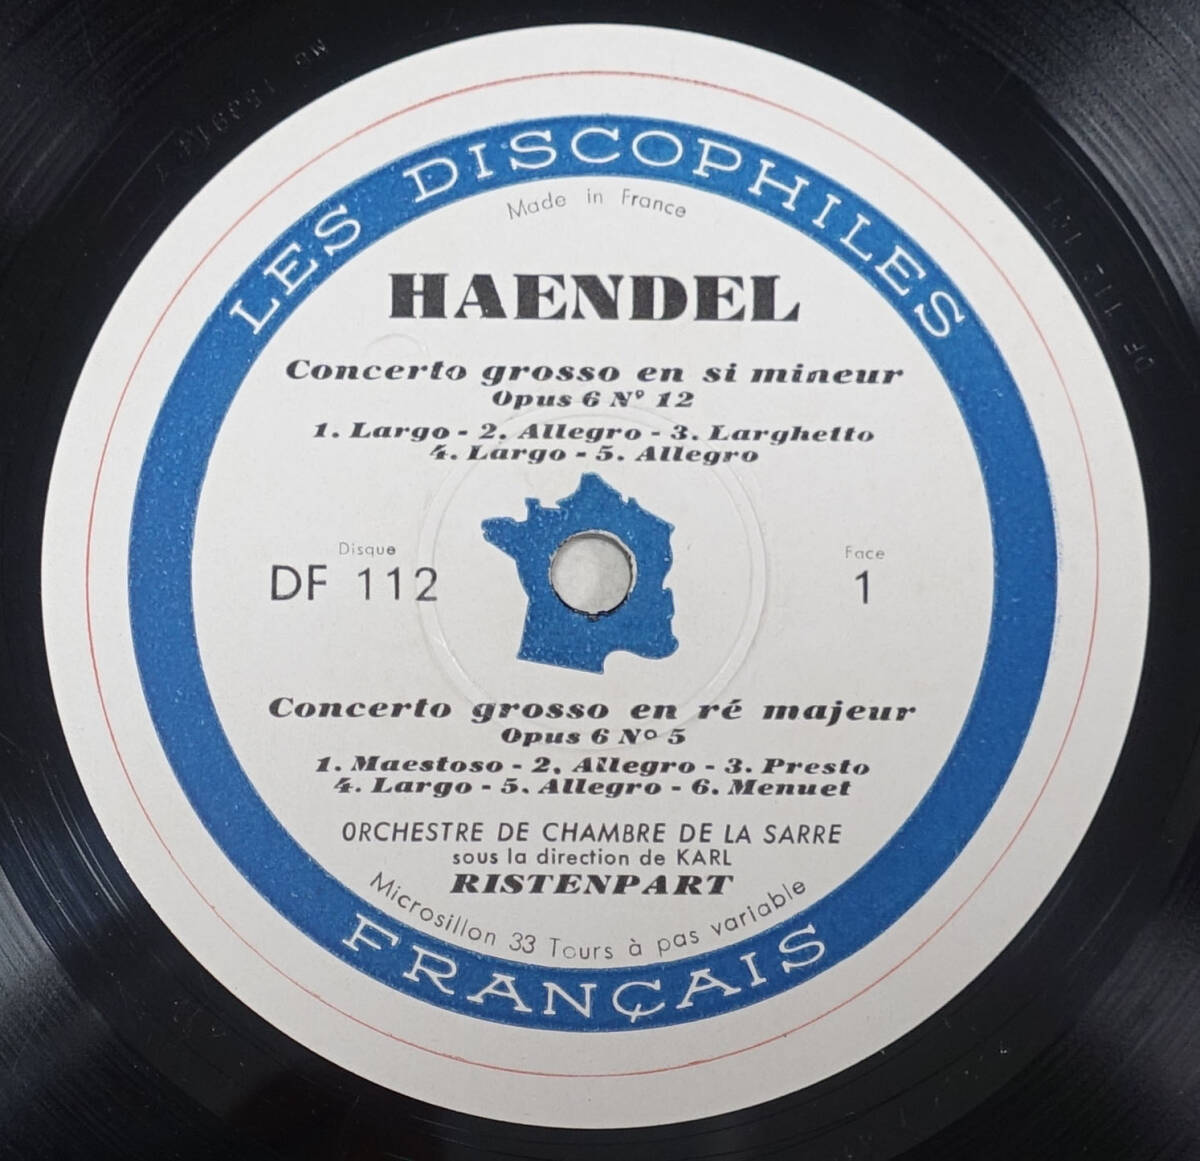 LES DISCOPHILES
Made in France
HAENDEL
Concerto grosso en si mineur
Opus 6 Nº 12
1. Largo - 2. Allegro - 3. Larghetto
4. Largo - 5. Allegro
Disque
DF 112
Face
1
Concerto grosso en ré majeur
Opus 6 Nº 5
1. Maestoso - 2. Allegro - 3. Presto
4. Largo - 5. Allegro - 6. Menuet
ORCHESTRE DE CHAMBRE DE LA SARRE
sous la direction de KARL
RISTENPART
Microsillon 33 Tours à pas variable
FRANÇAIS